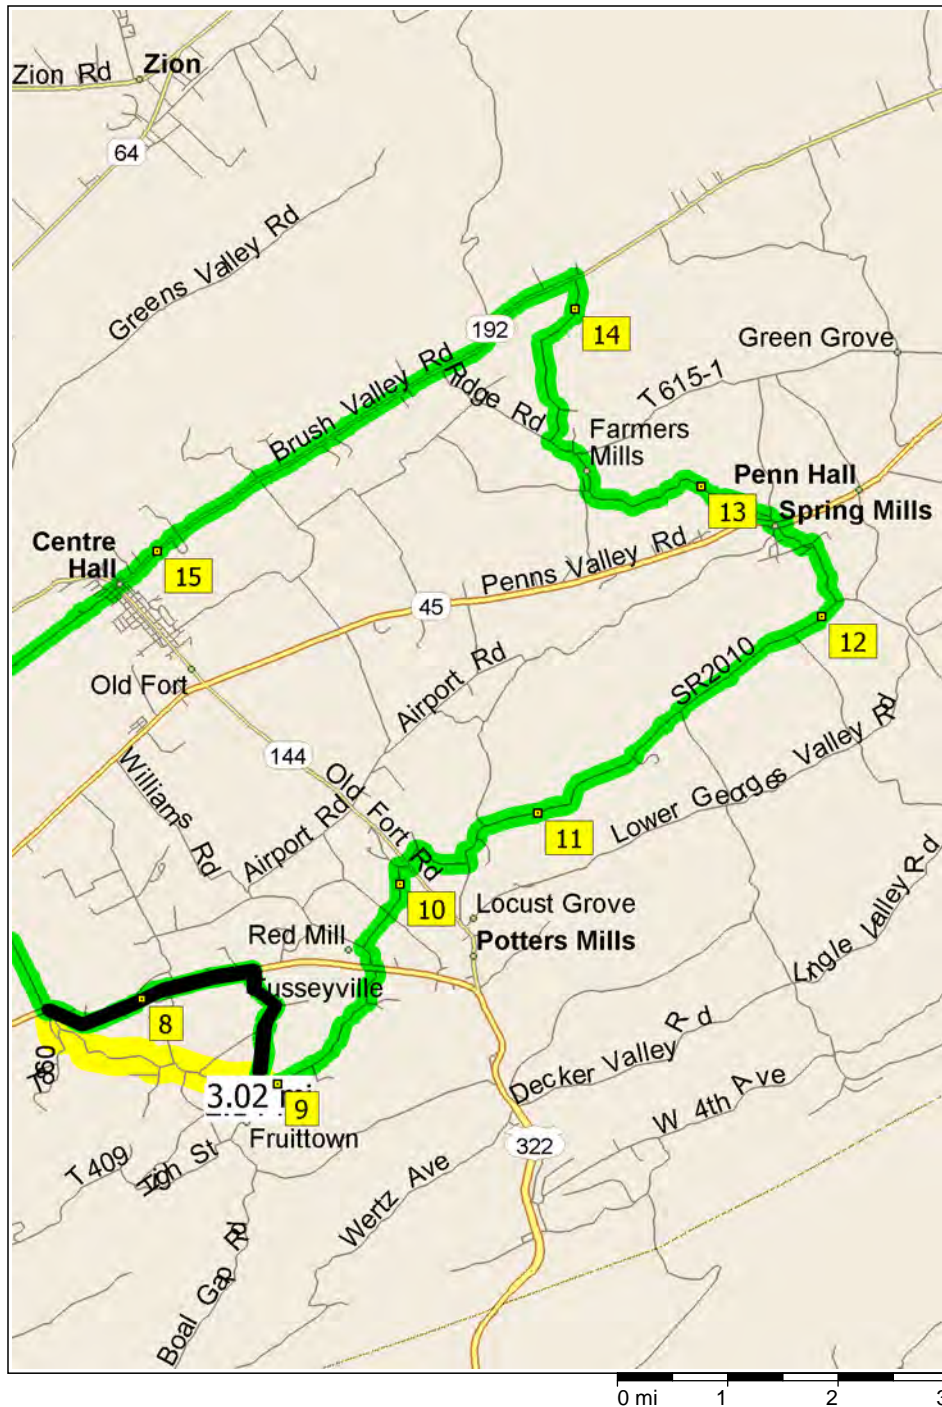 Zion
Zion Rd
64
Greens Valley Rd
192
14
Green Grove
Brush Valley Rd
Ridge Rd
T 615-1
Farmers
Mills
Penn Hall
13
Spring Mills
Centre
Hall
15
Penns Valley Rd
45
12
Old Fort
Airport Rd
SR2010
144
Williams Rd
Old Fort Rd
Airport Rd
Lower Georges Valley Rd
11
10
Locust Grove
Red Mill
Potters Mills
Tusseyville
8
Decker Valley Rd
3.02 mi
9
Fruittown
W 4th Ave
T 409
322
Wertz Ave
Boal Gap Rd
0 mi 1 2 3